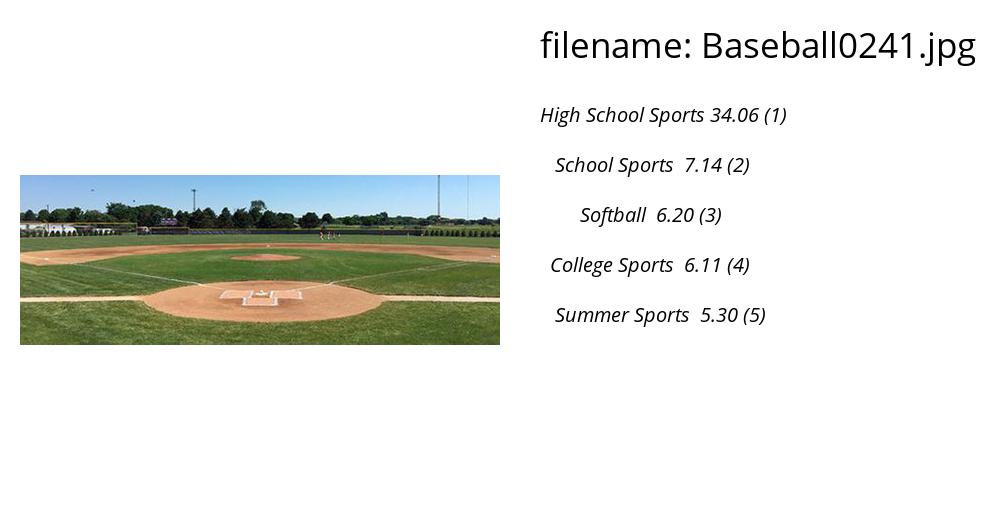 filename: Baseball0241.jpg
High School Sports 34.06 (1)
School Sports 7.14 (2)
Softball 6.20 (3)
College Sports 6.11 (4)
Summer Sports 5.30 (5)